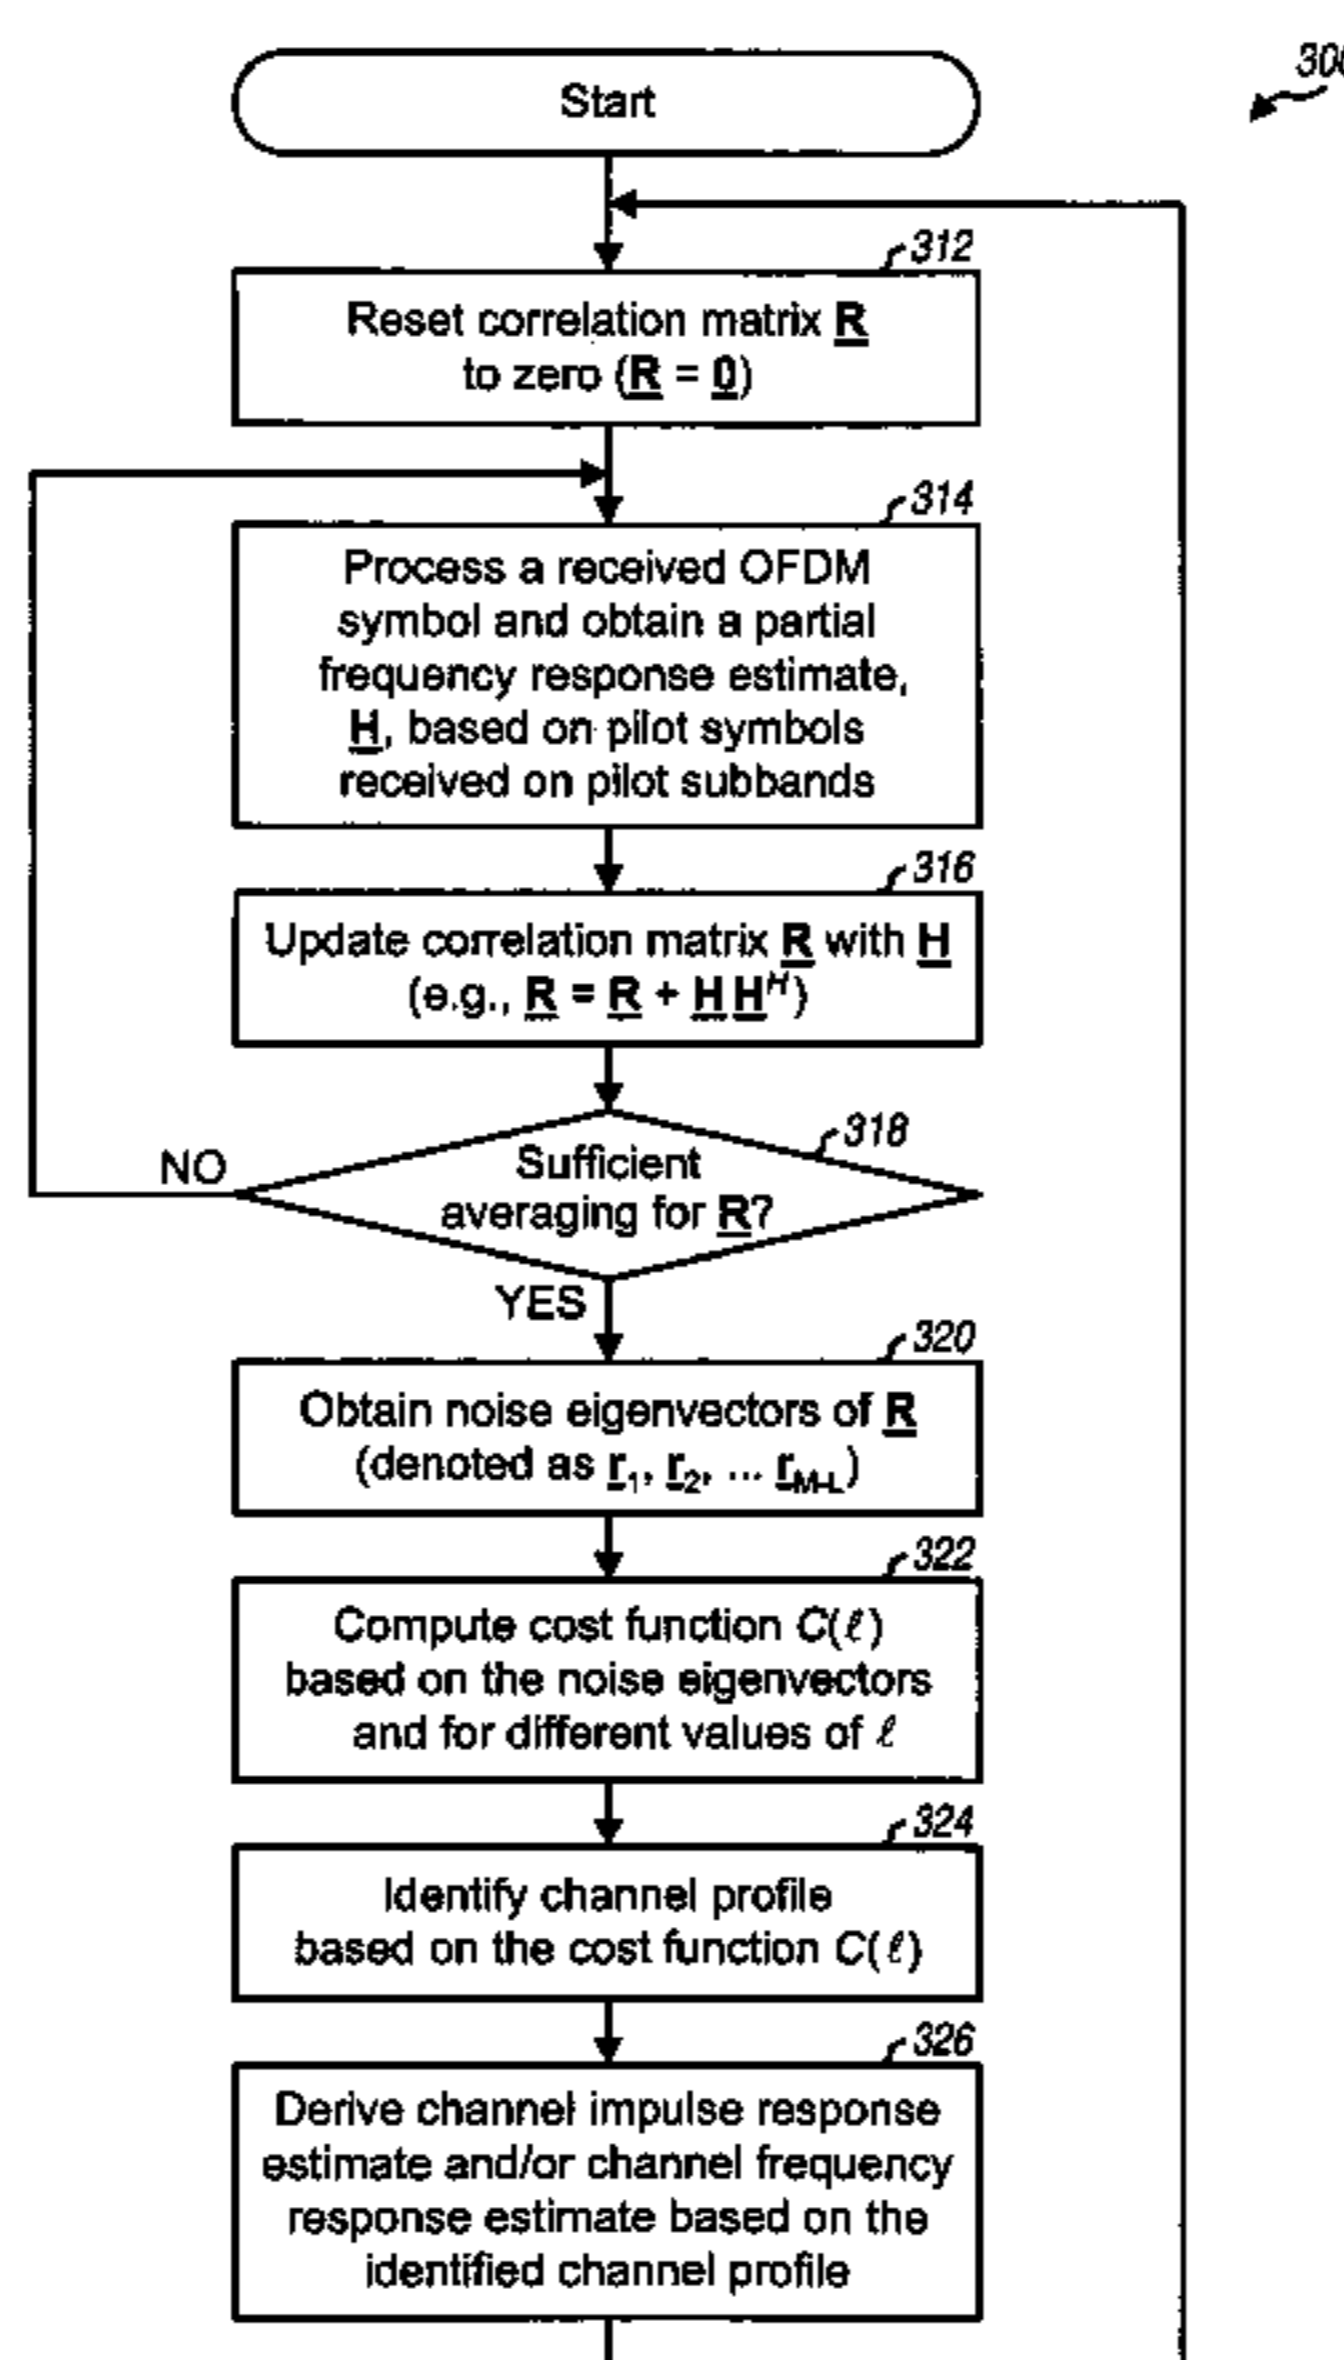 Start
300
312
Reset correlation matrix R
to zero (R = 0)
314
Process a received OFDM
symbol and obtain a partial
frequency response estimate,
H, based on pilot symbols
received on pilot subbands
316
Update correlation matrix R with H
(e.g., R = R + H Hᴴ)
318
NO
Sufficient
averaging for R?
YES
320
Obtain noise eigenvectors of R
(denoted as r₁, r₂, ... r_M-L)
322
Compute cost function C(ℓ)
based on the noise eigenvectors
and for different values of ℓ
324
Identify channel profile
based on the cost function C(ℓ)
326
Derive channel impulse response
estimate and/or channel frequency
response estimate based on the
identified channel profile